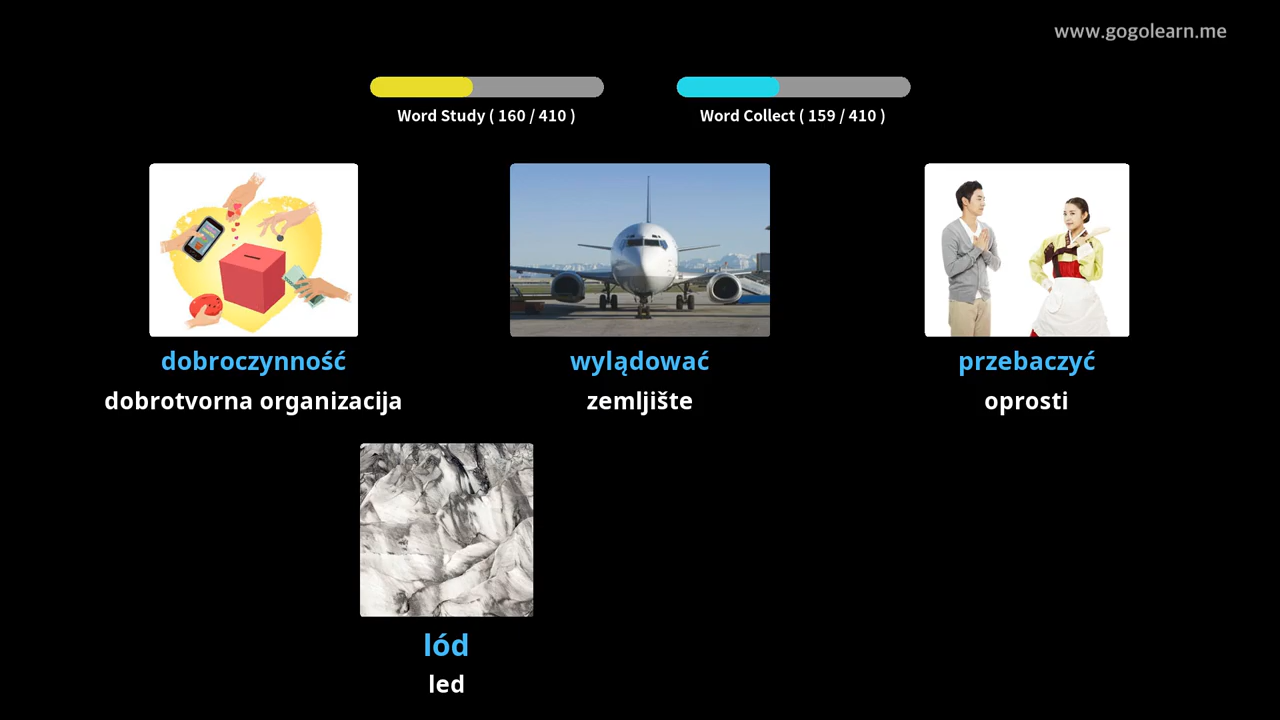 www.gogolearn.me
Word Study ( 160 / 410 )
Word Collect ( 159 / 410 )
dobroczynność
wylądować
przebaczyć
dobrotvorna organizacija
zemljište
oprosti
lód
led